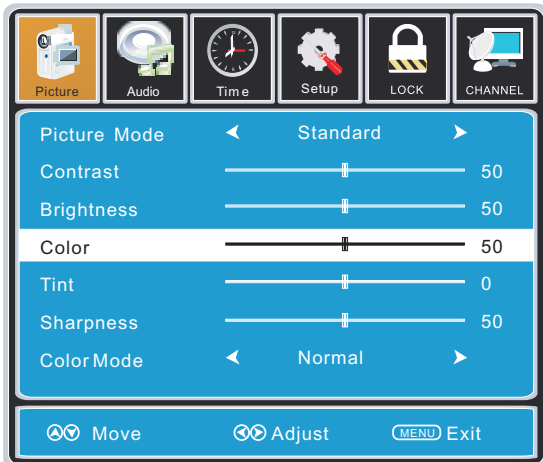 Picture Audio Time Setup LOCK CHANNEL
Picture Mode Standard
Contrast 50
Brightness 50
Color 50
Tint 0
Sharpness 50
Color Mode Normal
Move Adjust MENU Exit